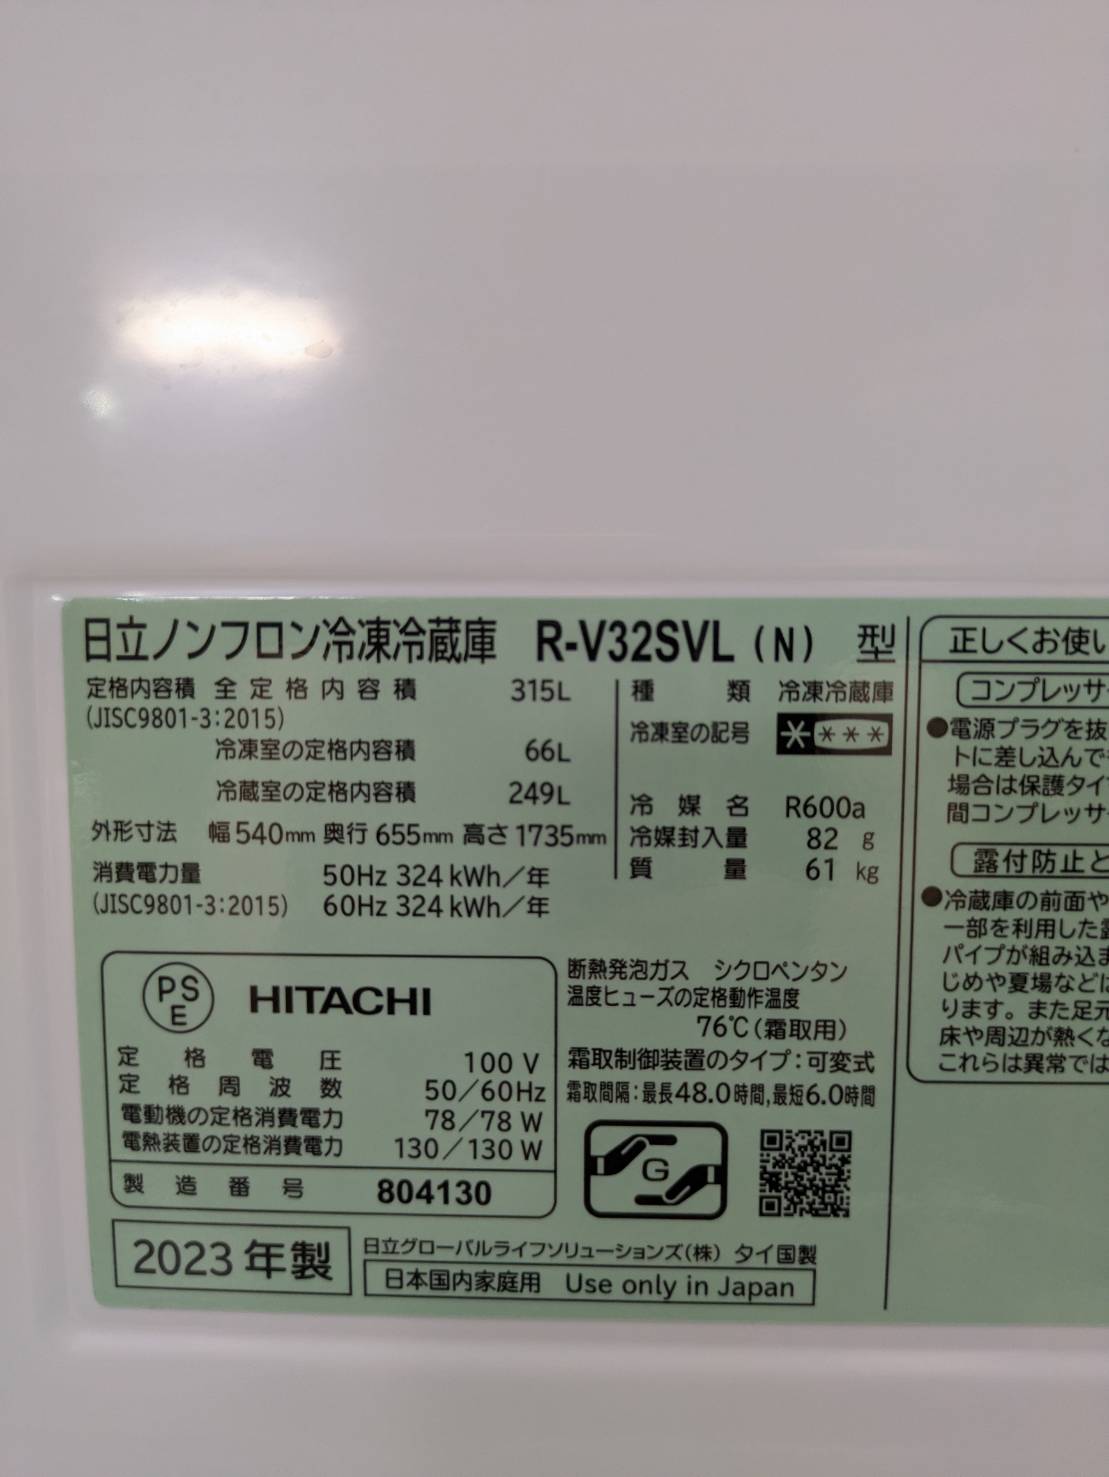 日立ノンフロン冷凍冷蔵庫 R-V32SVL (N) 型
定格内容積 全定格内容積 315L
(JISC9801-3:2015)
冷凍室の定格内容積 66L
冷蔵室の定格内容積 249L
外形寸法 幅540mm 奥行655mm 高さ1735mm
消費電力量 50Hz 324kWh/年
(JISC9801-3:2015) 60Hz 324kWh/年
種類 冷凍冷蔵庫
冷凍室の記号
冷媒名 R600a
冷媒封入量 82 g
質量 61 kg
PS
E
HITACHI
定格電圧 100 V
定格周波数 50/60Hz
電動機の定格消費電力 78/78 W
電熱装置の定格消費電力 130/130 W
製造番号 804130
断熱発泡ガス シクロペンタン
温度ヒューズの定格動作温度
76℃(霜取用)
霜取制御装置のタイプ:可変式
霜取間隔:最長48.0時間,最短6.0時間
G
2023年製
日立グローバルライフソリューションズ(株) タイ国製
日本国内家庭用 Use only in Japan
正しくお使い
コンプレッサ
●電源プラグを抜
トに差し込んで
場合は保護タイ
間コンプレッサ
露付防止と
●冷蔵庫の前面や
一部を利用した
パイプが組み込ま
じめや夏場などは
ります。また足元
床や周辺が熱くな
これらは異常では